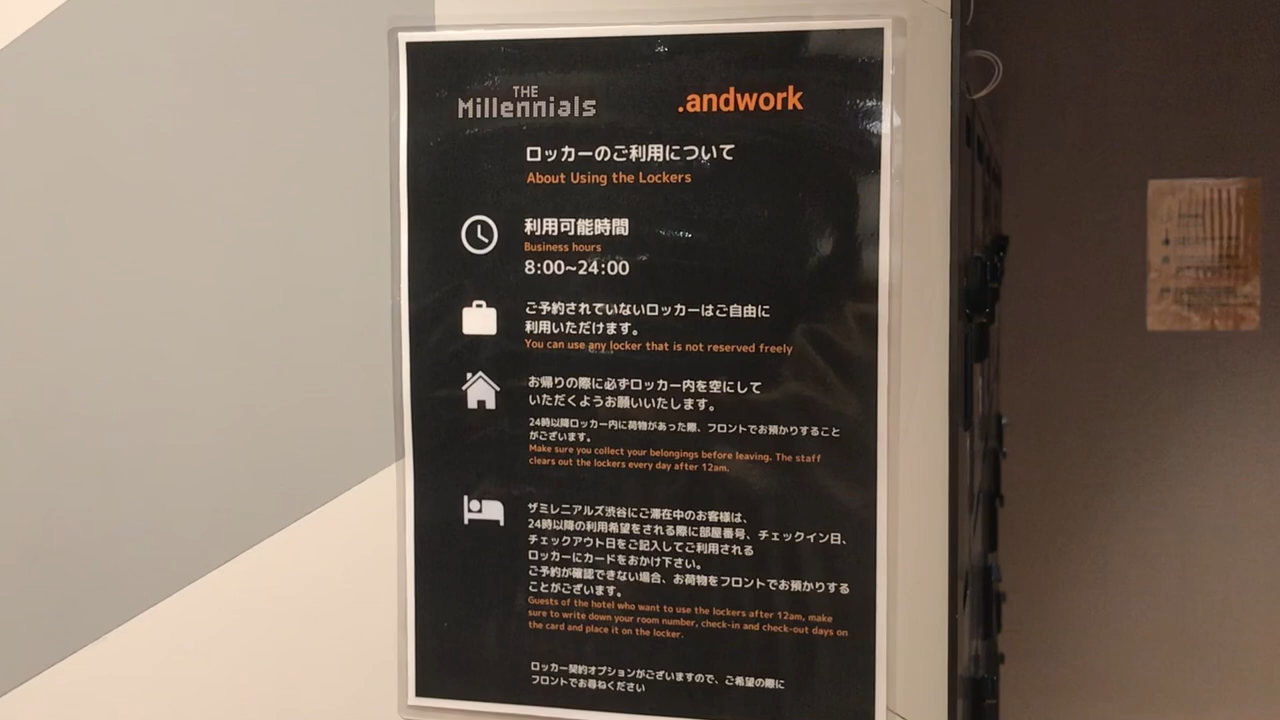 THE
Millennials
.andwork
ロッカーのご利用について
About Using the Lockers
利用可能時間
Business hours
8:00~24:00
ご予約されていないロッカーはご自由に
利用いただけます。
You can use any locker that is not reserved freely
お帰りの際に必ずロッカー内を空にして
いただくようお願いいたします。
24時以降ロッカー内に荷物があった際、フロントでお預かりすること
がございます。
Make sure you collect your belongings before leaving. The staff
clears out the lockers every day after 12am.
ザミレニアルズ渋谷にご滞在中のお客様は、
24時以降の利用希望をされる際に部屋番号、チェックイン日、
チェックアウト日をご記入してご利用される
ロッカーにカードをおかけ下さい。
ご予約が確認できない場合、お荷物をフロントでお預かりする
ことがございます。
Guests of the hotel who want to use the lockers after 12am, make
sure to write down your room number, check-in and check-out days on
the card and place it on the locker.
ロッカー契約オプションがございますので、ご希望の際に
フロントでお尋ねください